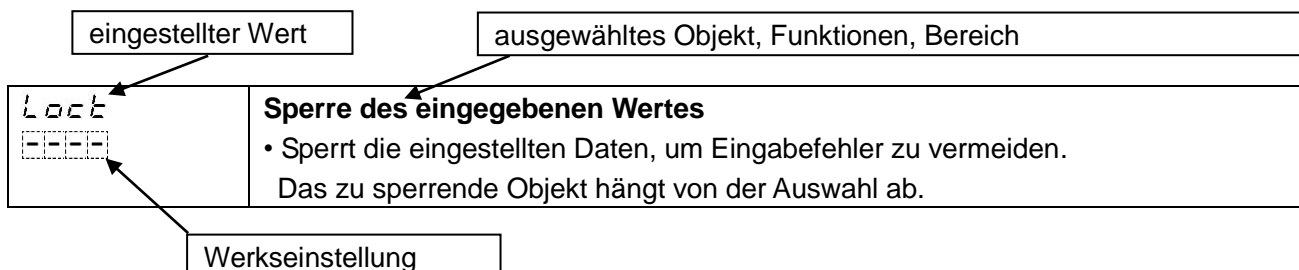 eingestellter Wert
ausgewähltes Objekt, Funktionen, Bereich
Lock
Sperre des eingegebenen Wertes
----
• Sperrt die eingestellten Daten, um Eingabefehler zu vermeiden.
Das zu sperrende Objekt hängt von der Auswahl ab.
Werkseinstellung